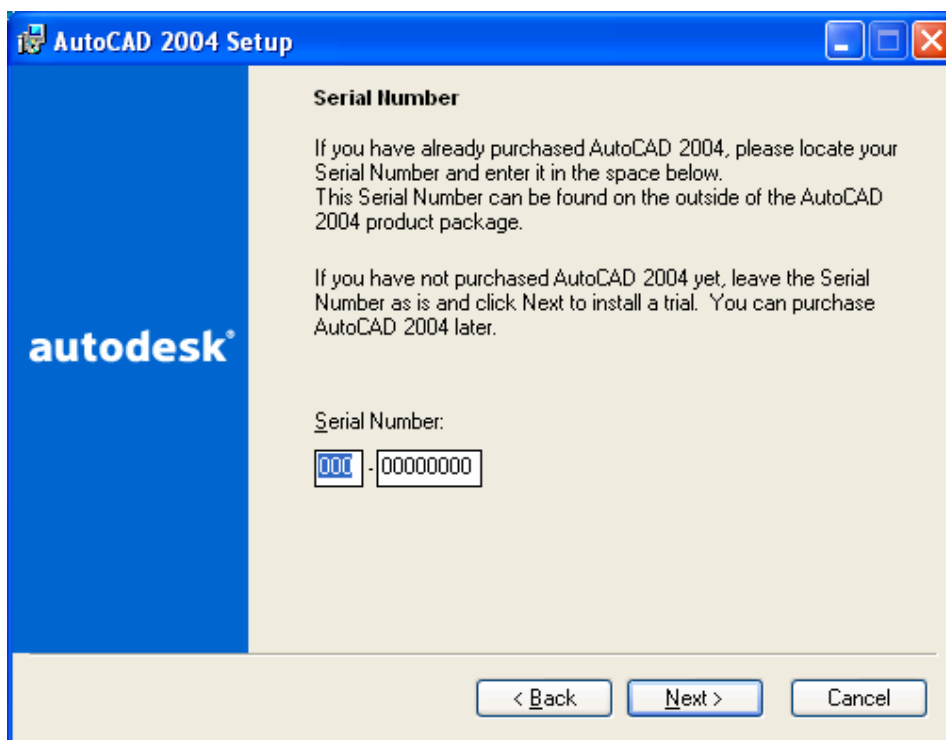 AutoCAD 2004 Setup
Serial Number
If you have already purchased AutoCAD 2004, please locate your
Serial Number and enter it in the space below.
This Serial Number can be found on the outside of the AutoCAD
2004 product package.
If you have not purchased AutoCAD 2004 yet, leave the Serial
Number as is and click Next to install a trial.  You can purchase
AutoCAD 2004 later.
autodesk®
Serial Number:
000 - 00000000
< Back
Next >
Cancel